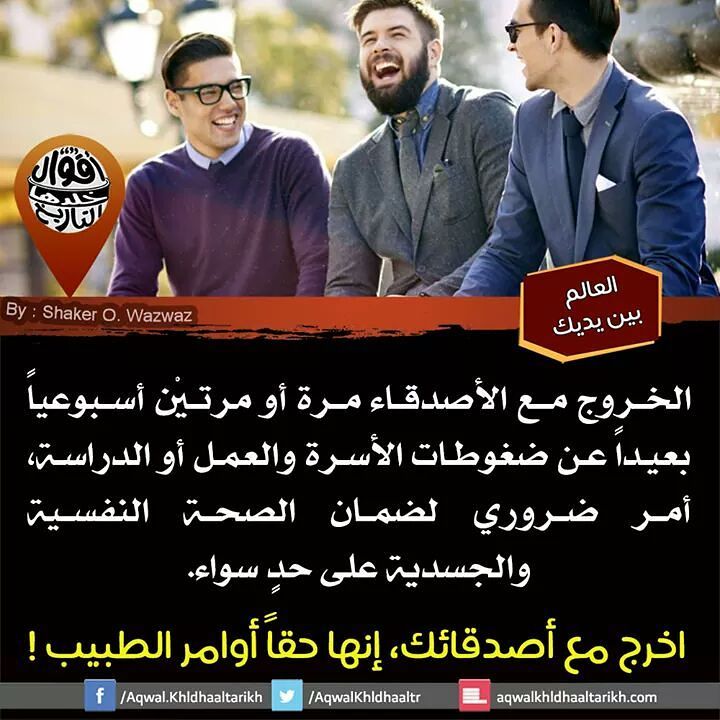 أقوال
خلدها
التاريخ
By : Shaker O. Wazwaz
العالم
بين يديك
الخروج مع الأصدقاء مرة أو مرتيْن أسبوعياً
بعيداً عن ضغوطات الأسرة والعمل أو الدراسة،
أمر ضروري لضمان الصحة النفسية
والجسدية على حدٍ سواء.
اخرج مع أصدقائك، إنها حقاً أوامر الطبيب !
f /Aqwal.Khldhaaltarikh /AqwalKhldhaaltr aqwalkhldhaaltarikh.com